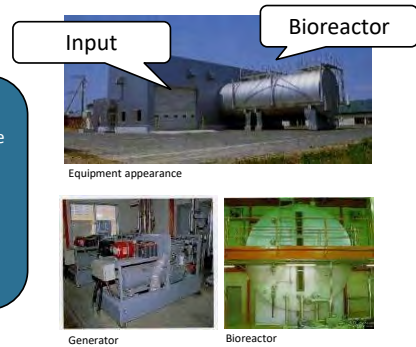 Input
Bioreactor
e
Equipment appearance
Generator
Bioreactor